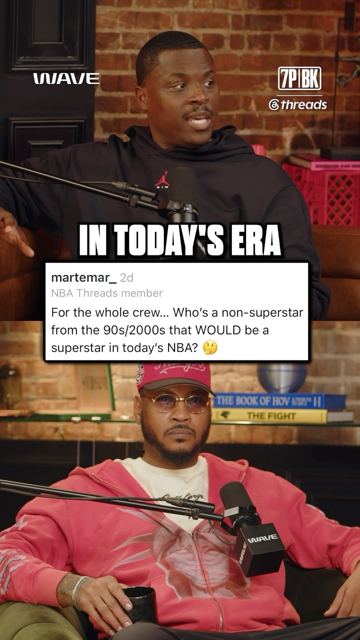 WAVE
7PM BK
threads
IN TODAY'S ERA
martemar_ 2d
NBA Threads member
For the whole crew... Who's a non-superstar
from the 90s/2000s that WOULD be a
superstar in today's NBA? 🤔
THE BOOK OF HOV
THE FIGHT
WAVE